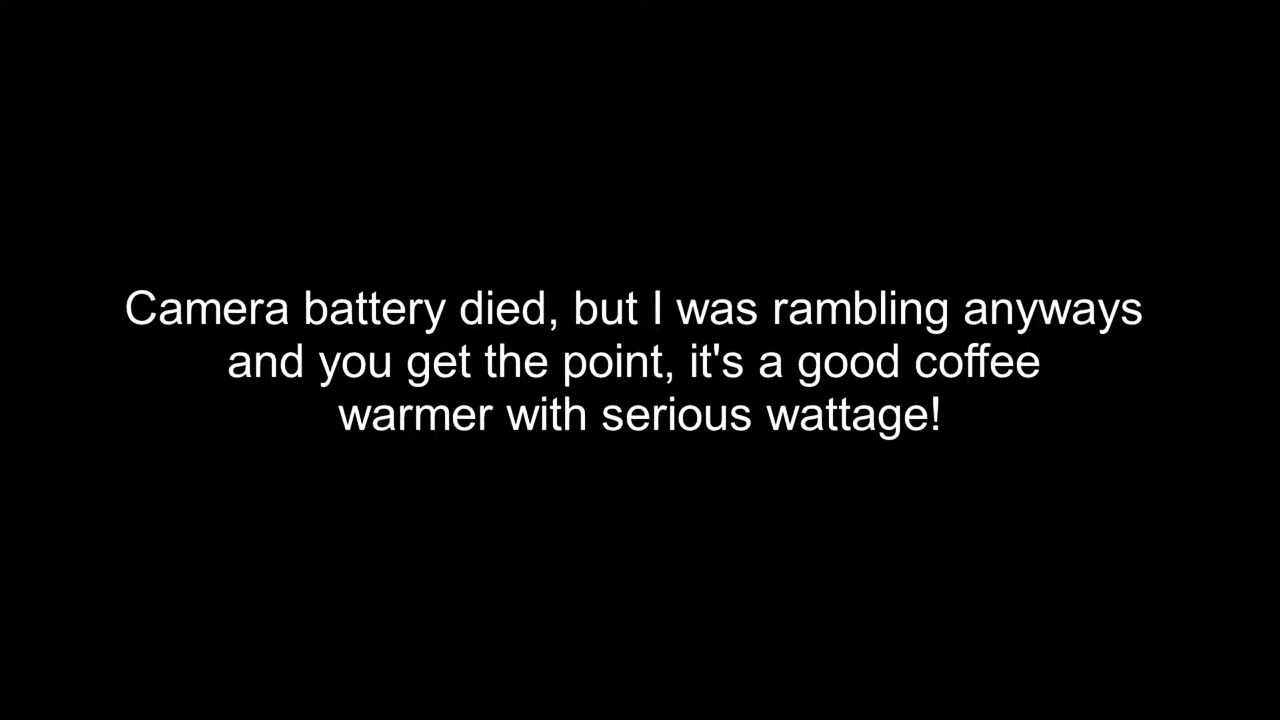 Camera battery died, but I was rambling anyways
and you get the point, it's a good coffee
warmer with serious wattage!